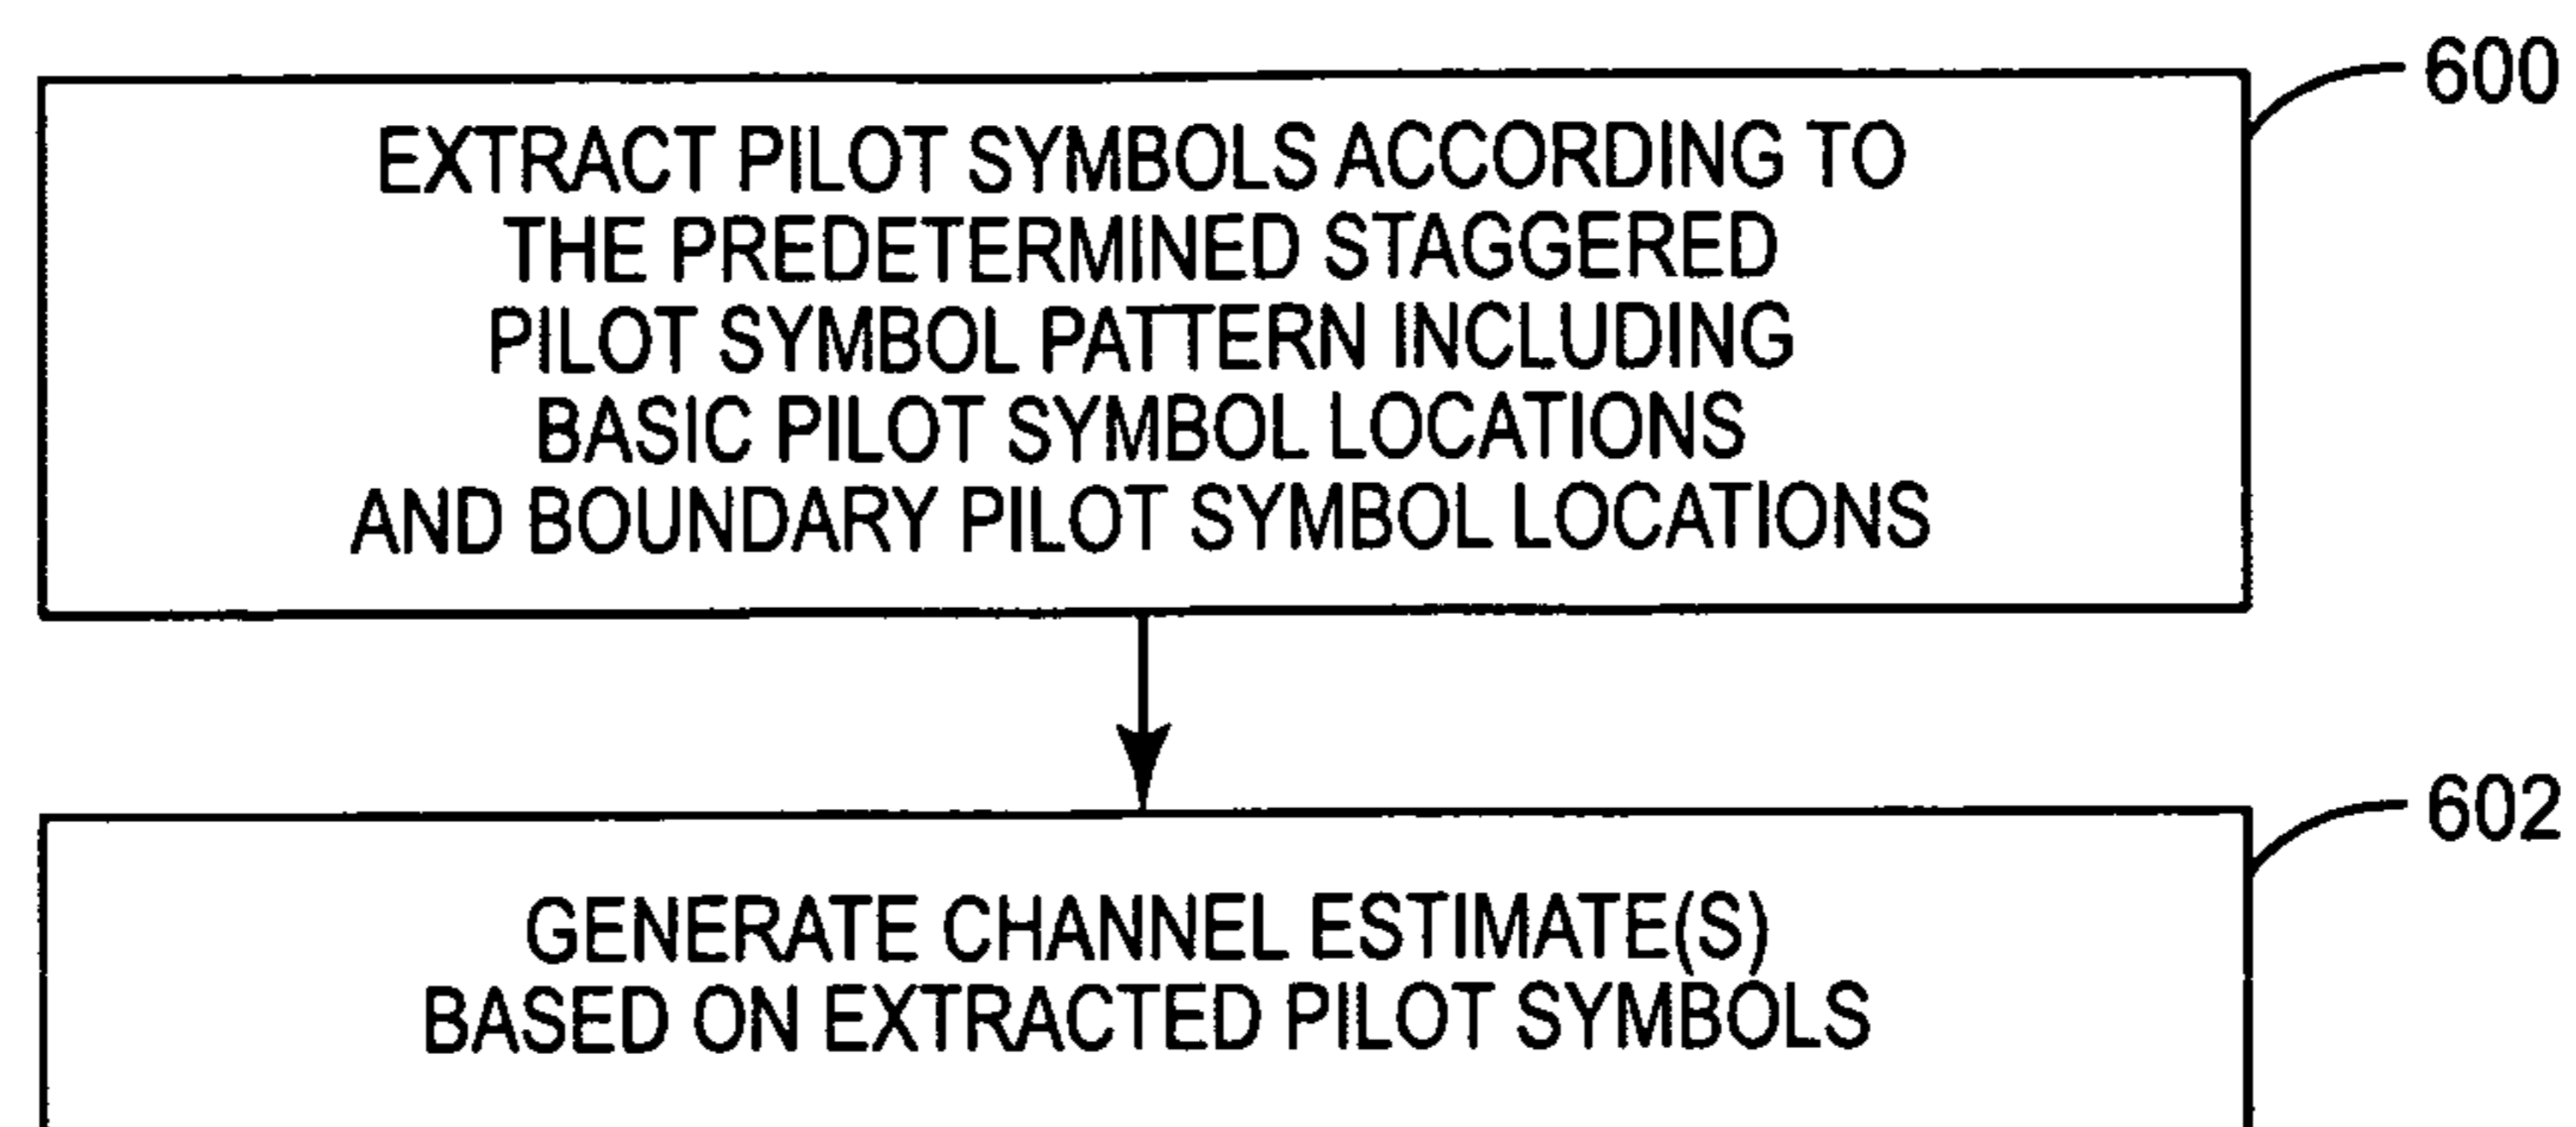 600
EXTRACT PILOT SYMBOLS ACCORDING TO
THE PREDETERMINED STAGGERED
PILOT SYMBOL PATTERN INCLUDING
BASIC PILOT SYMBOL LOCATIONS
AND BOUNDARY PILOT SYMBOL LOCATIONS
602
GENERATE CHANNEL ESTIMATE(S)
BASED ON EXTRACTED PILOT SYMBOLS